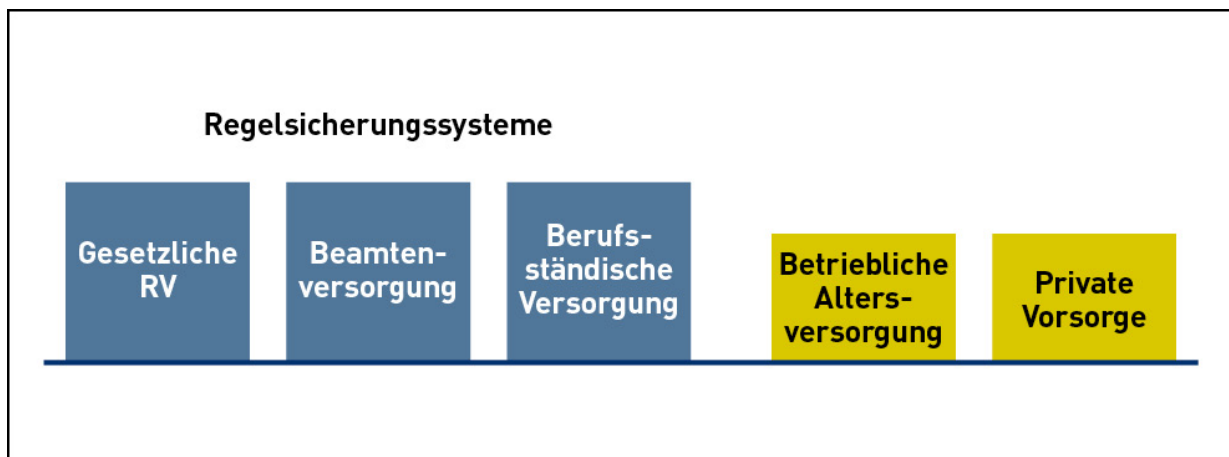 Regelsicherungssysteme
Gesetzliche
RV
Beamten-
versorgung
Berufs-
ständische
Versorgung
Betriebliche
Alters-
versorgung
Private
Vorsorge